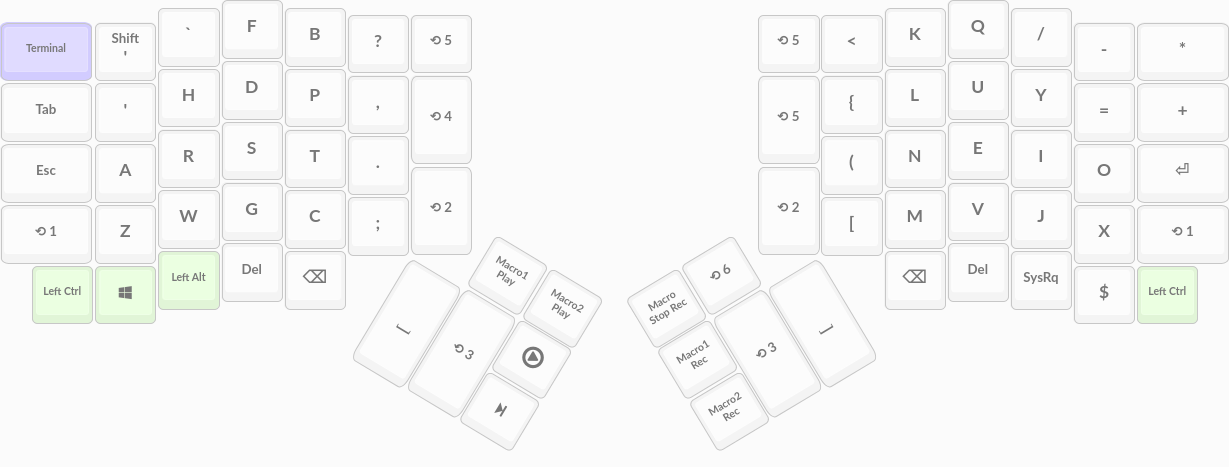 Terminal
Shift
'
`
F
B
?
⟲ 5
⟲ 5
<
K
Q
/
-
*
Tab
'
H
D
P
,
⟲ 4
⟲ 5
{
L
U
Y
=
+
Esc
A
R
S
T
.
(
N
E
I
O
⏎
⟲ 1
Z
W
G
C
;
⟲ 2
⟲ 2
[
M
V
J
X
⟲ 1
Left Ctrl
Left Alt
Del
⌫
⌫
Del
SysRq
$
Left Ctrl
Macro1
Play
Macro2
Play
⟲ 3
Macro
Stop Rec
⟲ 6
Macro1
Rec
⟲ 3
Macro2
Rec